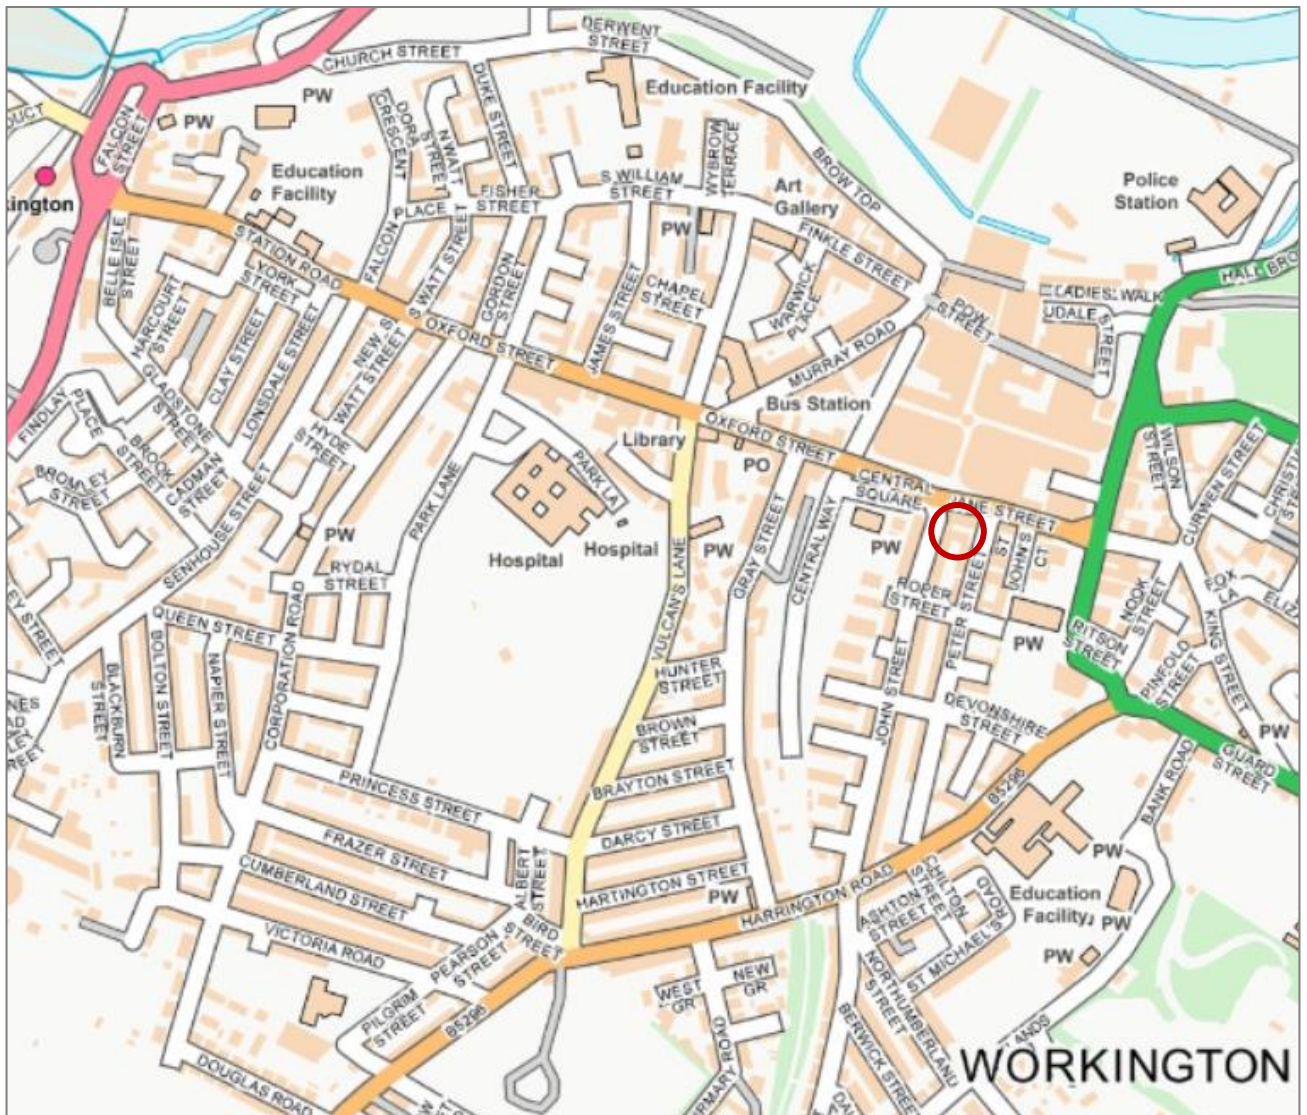 DERWENT
STREET
CHURCH STREET
DUKE STREET
Education Facility
PW
PW
FALCON
STREET
DORA
CRESCENT
N WATT
STREET
WYBROW
TERRACE
BROW TOP
Education
Facility
S WILLIAM
STREET
FISHER
STREET
PLACE
FALCON
Art
Gallery
Police
Station
PW
FINKLE STREET
STATION ROAD
BELLE ISLE
STREET
YORK
STREET
S WATT STREET
GORDON
STREET
HALL BRO
LADIES WALK
UDALE STREET
POW
STREET
CHAPEL
STREET
WARWICK
PLACE
HARCOURT
STREET
CLAY STREET
LONSDALE STREET
NEW S
WATT STREET
OXFORD STREET
JAMES STREET
MURRAY ROAD
GLADSTONE
STREET
FINDLAY
PLACE
BROOK
STREET
CADMAN
STREET
HYDE
STREET
BROMLEY
STREET
Bus Station
Library
OXFORD STREET
PO
WILSON
STREET
CURWEN STREET
PARK LANE
PARK LA
CENTRAL
SQUARE
JANE STREET
SENHOUSE STREET
PW
Hospital
Hospital
PW
GRAY STREET
CENTRAL WAY
PW
ST
JOHN'S
CT
FOX
LA
NOOK
STREET
RYDAL
STREET
ROPER
STREET
PETER STREET
PW
RITSON
STREET
KING STREET
QUEEN STREET
CORPORATION ROAD
VULCAN'S LANE
HUNTER
STREET
JOHN STREET
PINFOLD
STREET
BLACKBURN
STREET
BOLTON STREET
NAPIER STREET
BROWN
STREET
DEVONSHIRE
STREET
PW
GUARD
STREET
PRINCESS STREET
BRAYTON STREET
B5296
BANK ROAD
FRAZER STREET
DARCY STREET
ALBERT
STREET
CUMBERLAND STREET
HARTINGTON STREET
PW
HARRINGTON ROAD
CHILTON
STREET
ASHTON
STREET
PW
Education
Facility
PW
VICTORIA ROAD
BIRD
STREET
PEARSON
STREET
ST MICHAEL'S ROAD
PW
PILGRIM
STREET
B5296
WEST
GR
NEW
GR
NORTHUMBERLAND
STREET
BERWICK STREET
DOUGLAS ROAD
WORKINGTON